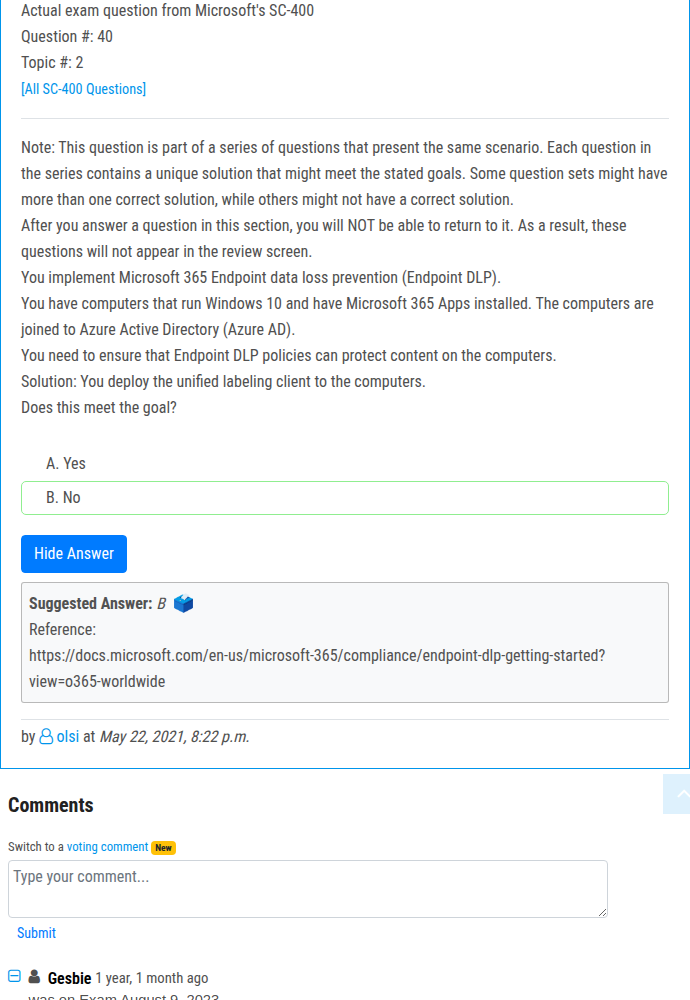 Actual exam question from Microsoft's SC-400
Question #: 40
Topic #: 2
[All SC-400 Questions]
Note: This question is part of a series of questions that present the same scenario. Each question in
the series contains a unique solution that might meet the stated goals. Some question sets might have
more than one correct solution, while others might not have a correct solution.
After you answer a question in this section, you will NOT be able to return to it. As a result, these
questions will not appear in the review screen.
You implement Microsoft 365 Endpoint data loss prevention (Endpoint DLP).
You have computers that run Windows 10 and have Microsoft 365 Apps installed. The computers are
joined to Azure Active Directory (Azure AD).
You need to ensure that Endpoint DLP policies can protect content on the computers.
Solution: You deploy the unified labeling client to the computers.
Does this meet the goal?
A. Yes
B. No
Hide Answer
Suggested Answer: B
Reference:
https://docs.microsoft.com/en-us/microsoft-365/compliance/endpoint-dlp-getting-started?
view=o365-worldwide
by olsi at May 22, 2021, 8:22 p.m.
Comments
Switch to a voting comment New
Type your comment...
Submit
Gesbie 1 year, 1 month ago
was on Exam August 9, 2023